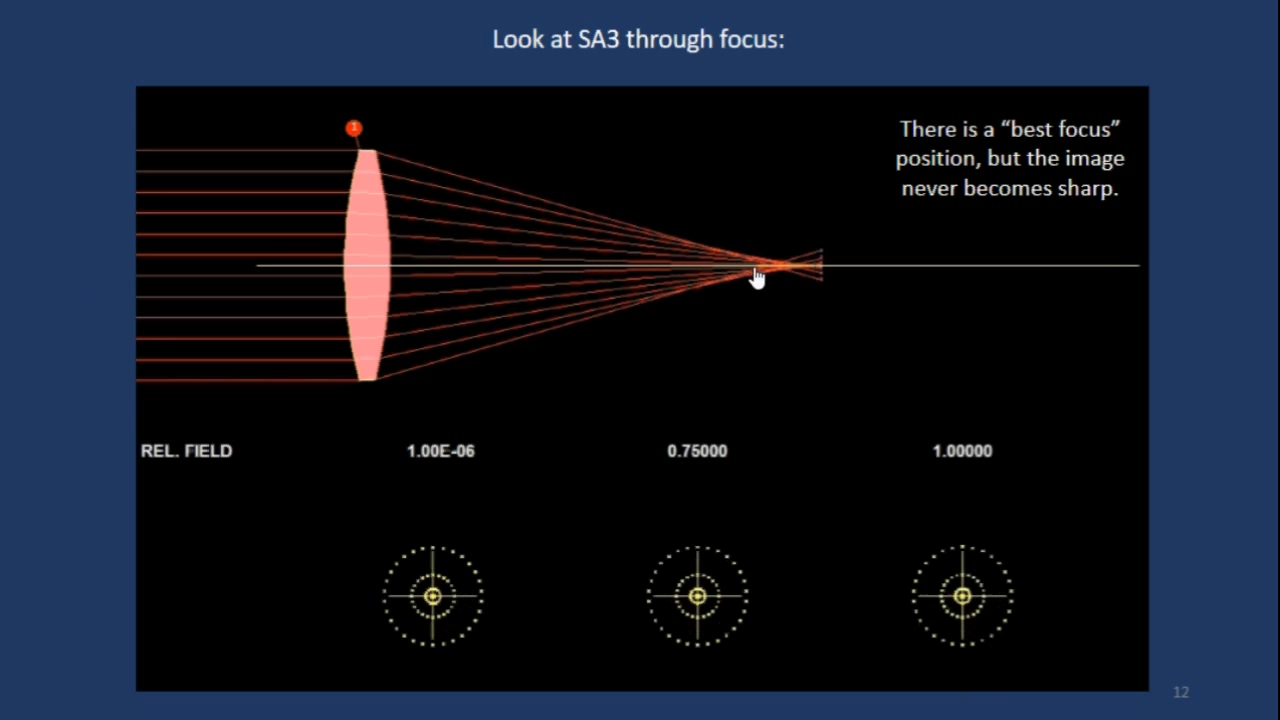 Look at SA3 through focus:
1
There is a “best focus”
position, but the image
never becomes sharp.
REL. FIELD 1.00E-06 0.75000 1.00000
12